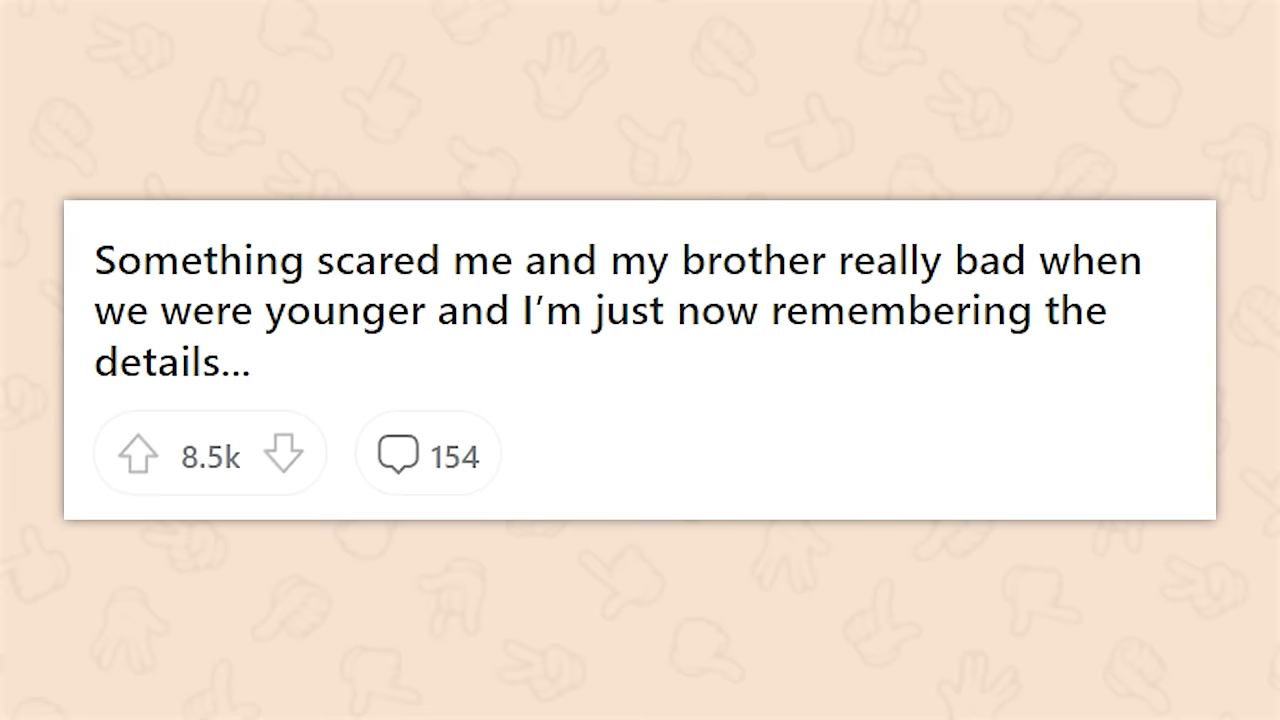 Something scared me and my brother really bad when
we were younger and I’m just now remembering the
details...
8.5k 154